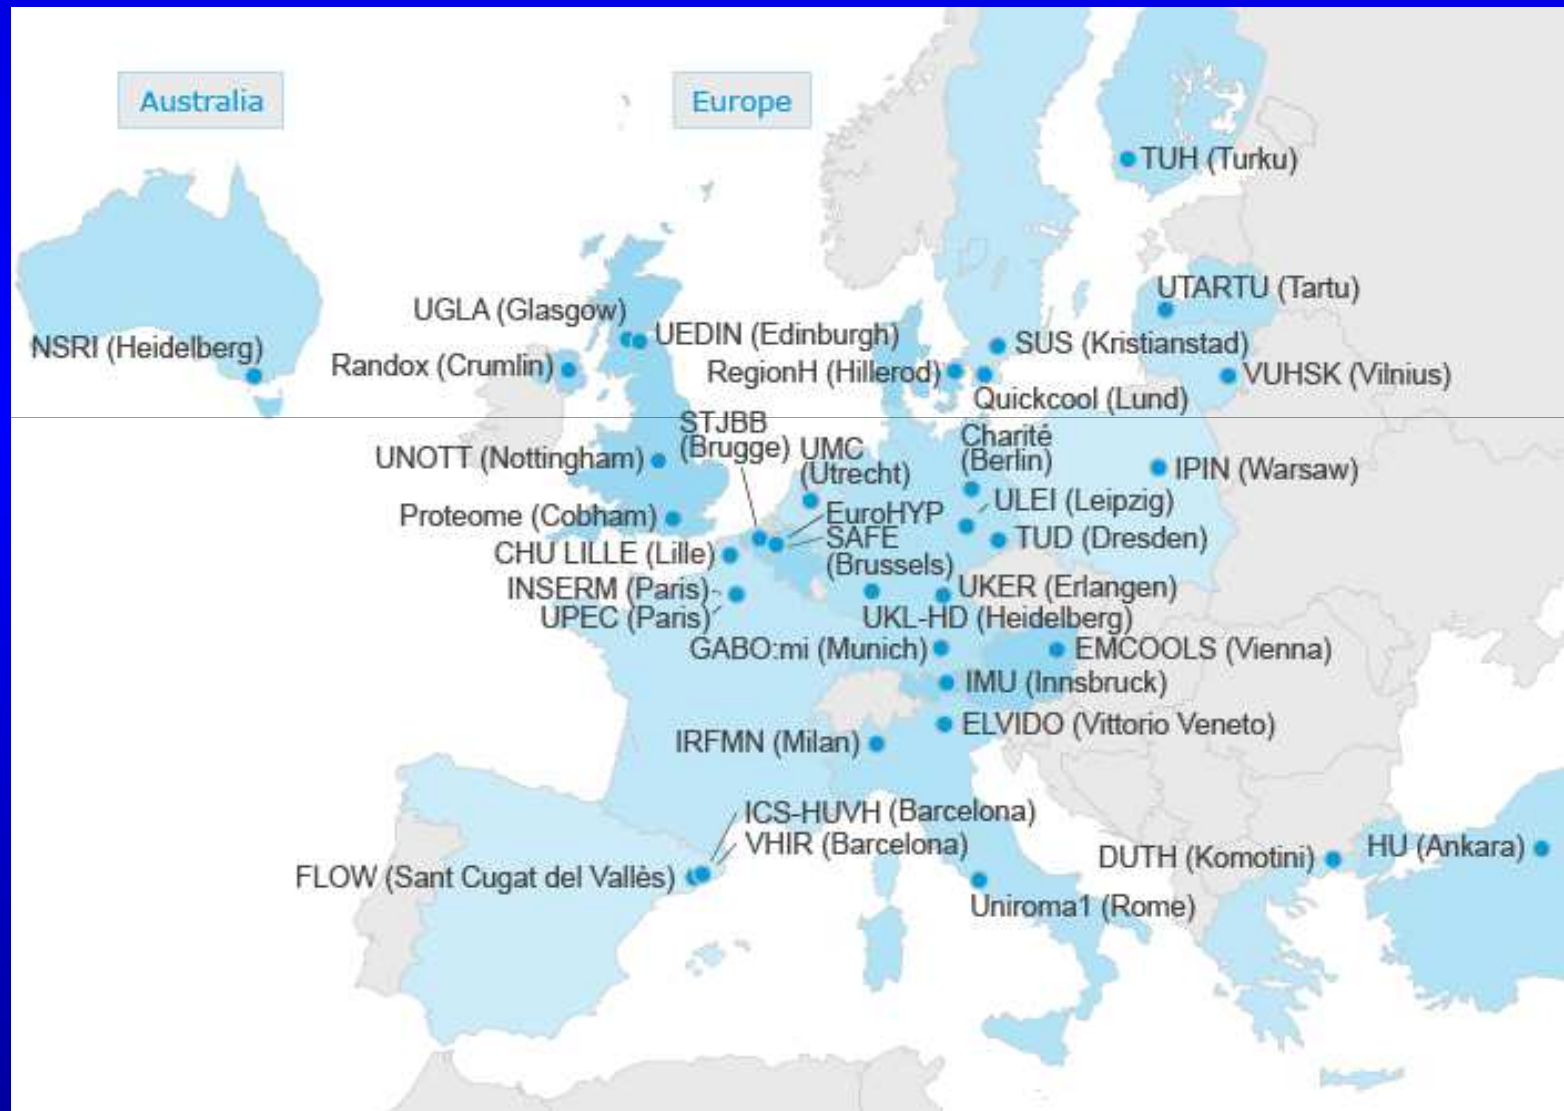 Australia
Europe
TUH (Turku)
UTARTU (Tartu)
UGLA (Glasgow)
UEDIN (Edinburgh)
SUS (Kristianstad)
NSRI (Heidelberg)
Randox (Crumlin)
RegionH (Hillerod)
VUHSK (Vilnius)
Quickcool (Lund)
STJBB
(Brugge)
UMC
(Utrecht)
Charité
(Berlin)
UNOTT (Nottingham)
IPIN (Warsaw)
ULEI (Leipzig)
Proteome (Cobham)
EuroHYP
SAFE
(Brussels)
TUD (Dresden)
CHU LILLE (Lille)
INSERM (Paris)
UPEC (Paris)
UKER (Erlangen)
UKL-HD (Heidelberg)
GABO:mi (Munich)
EMCOOLS (Vienna)
IMU (Innsbruck)
ELVIDO (Vittorio Veneto)
IRFMN (Milan)
ICS-HUVH (Barcelona)
VHIR (Barcelona)
FLOW (Sant Cugat del Vallès)
DUTH (Komotini)
HU (Ankara)
Uniroma1 (Rome)